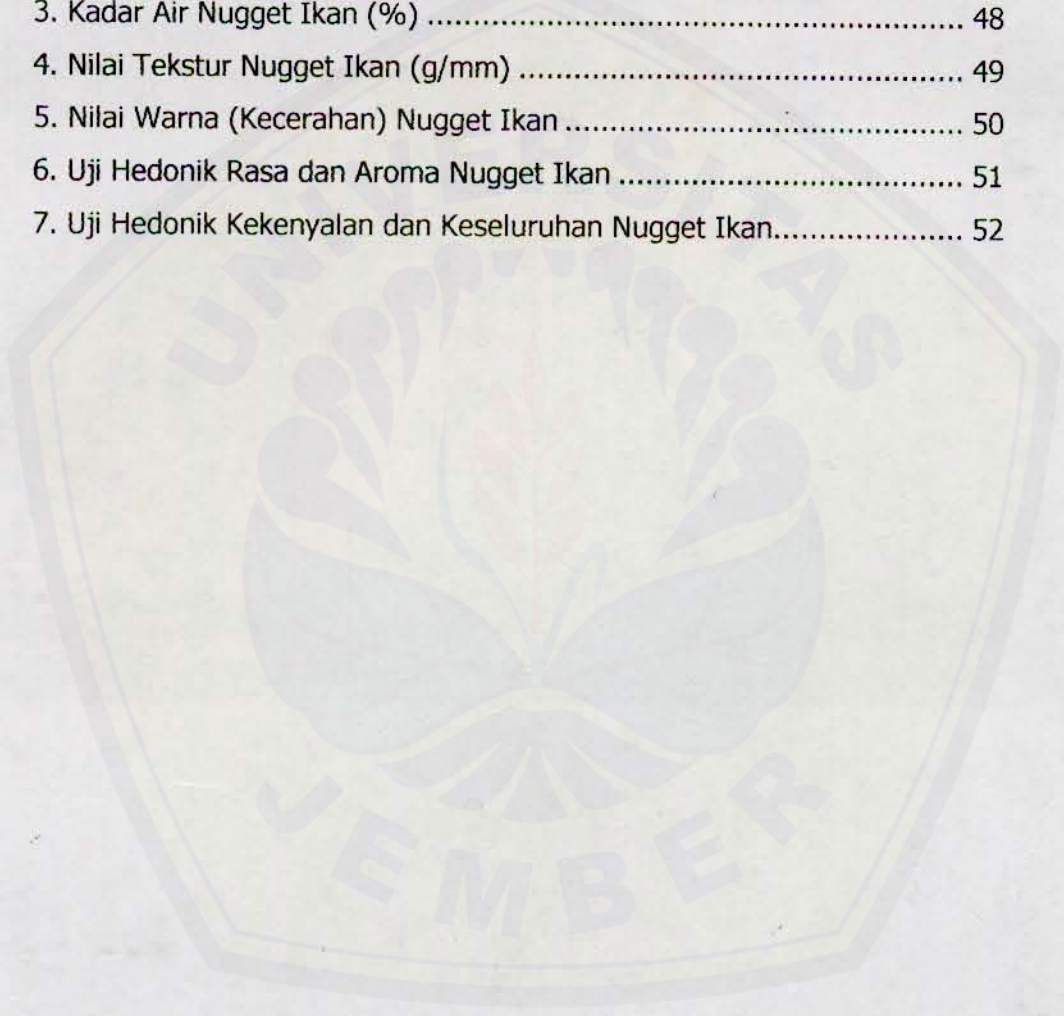 3. Kadar Air Nugget Ikan (%) ................................................................ 48
4. Nilai Tekstur Nugget Ikan (g/mm) ..................................................... 49
5. Nilai Warna (Kecerahan) Nugget Ikan ............................................... 50
6. Uji Hedonik Rasa dan Aroma Nugget Ikan ......................................... 51
7. Uji Hedonik Kekenyalan dan Keseluruhan Nugget Ikan....................... 52
UNIVERSITAS
JEMBER